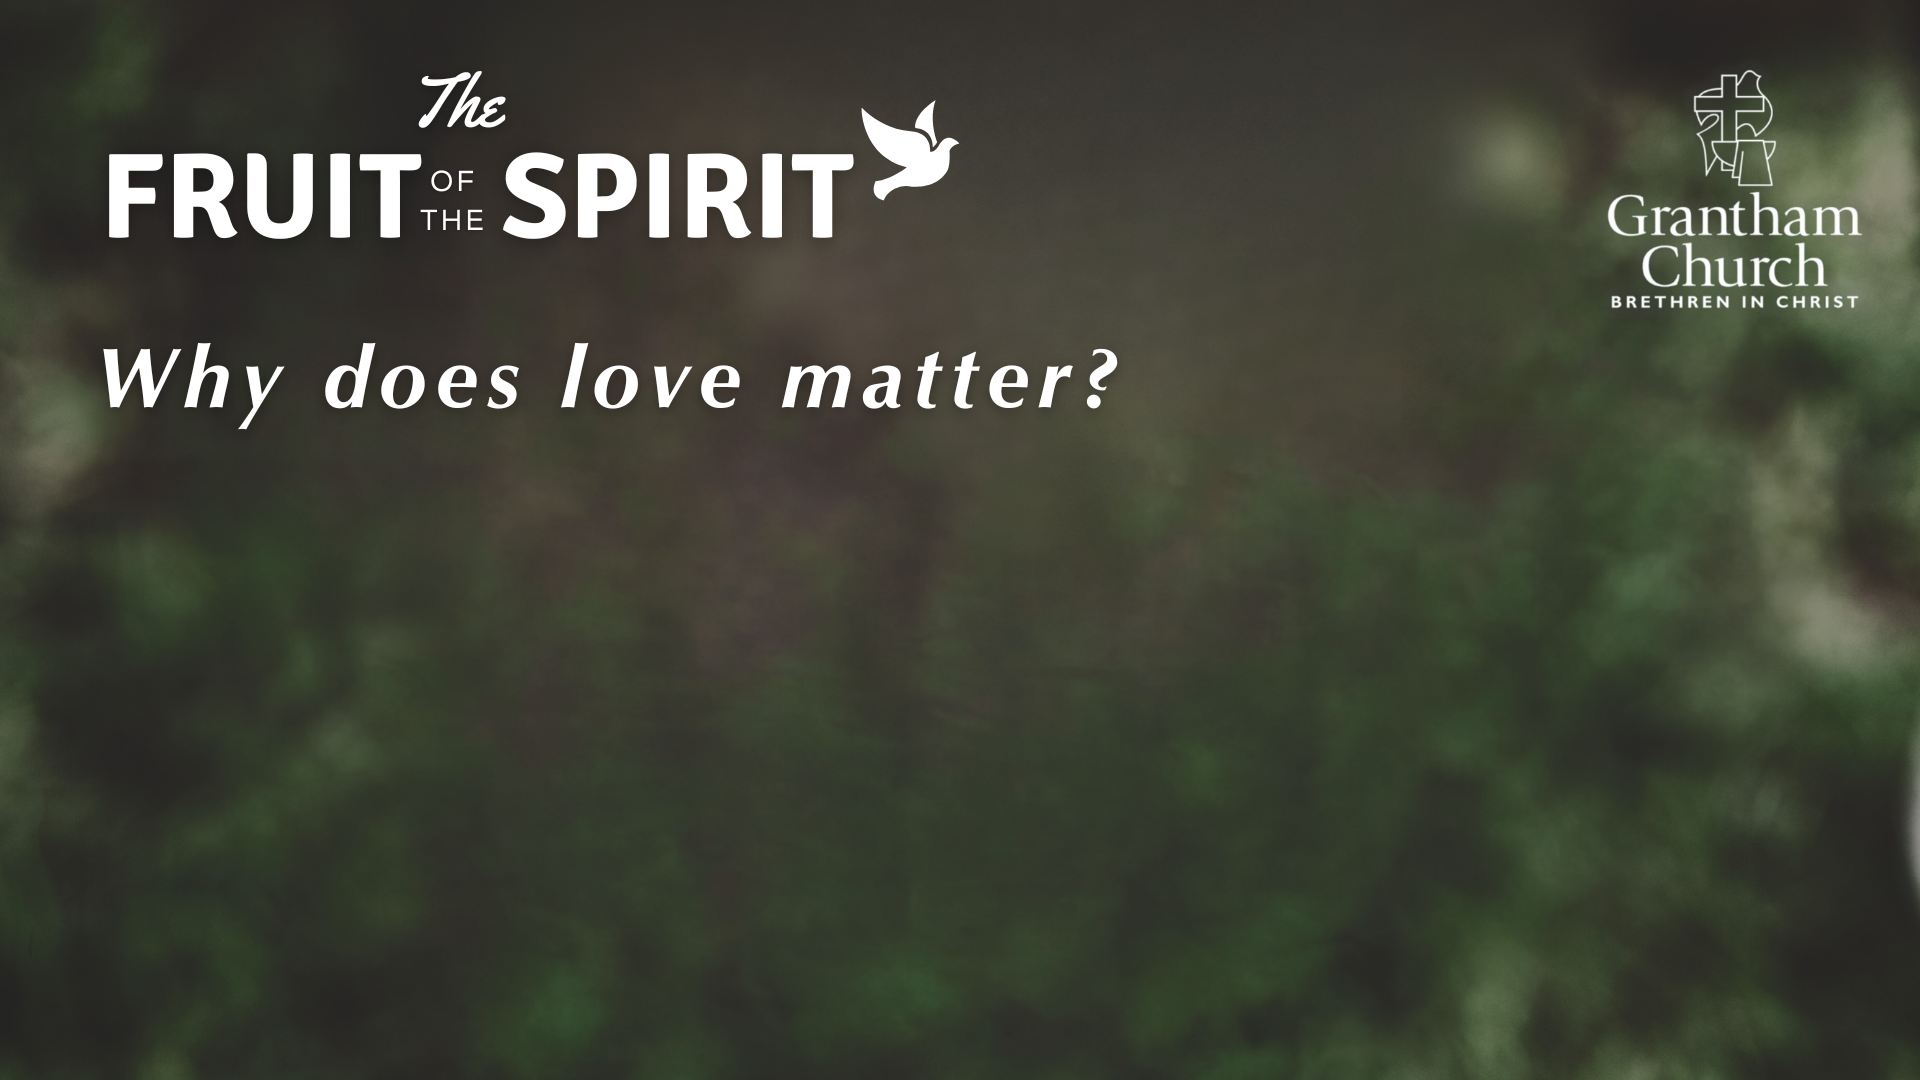 The
FRUIT OF THE SPIRIT
Why does love matter?
Grantham
Church
BRETHREN IN CHRIST